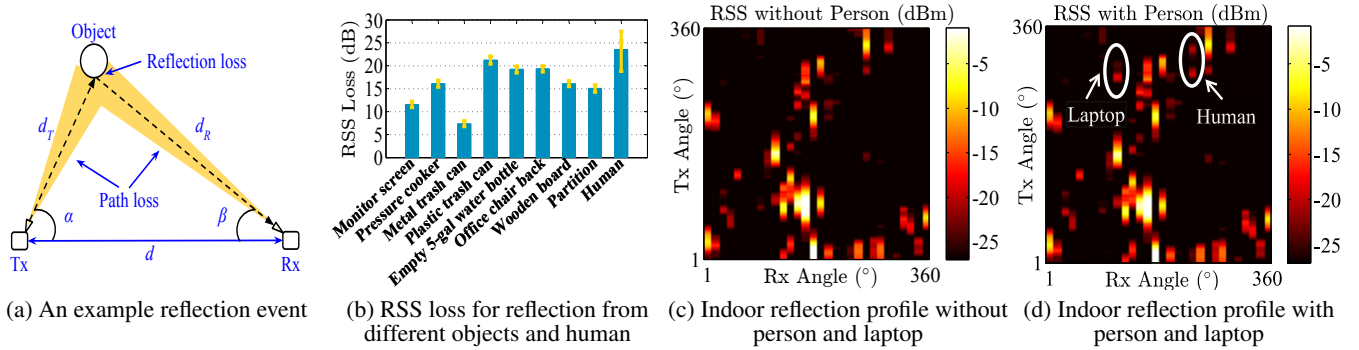 Object
Reflection loss
d_T
d_R
Path loss
α
β
d
Tx
Rx
(a) An example reflection event
RSS Loss (dB)
30
25
20
15
10
5
0
Monitor screen
Pressure cooker
Metal trash can
Plastic trash can
Empty 5-gal water bottle
Office chair back
Wooden board
Partition
Human
(b) RSS loss for reflection from
different objects and human
RSS without Person (dBm)
360
Tx Angle (°)
1
1
Rx Angle (°)
360
-5
-10
-15
-20
-25
(c) Indoor reflection profile without
person and laptop
RSS with Person (dBm)
360
Tx Angle (°)
Laptop
Human
1
1
Rx Angle (°)
360
-5
-10
-15
-20
-25
(d) Indoor reflection profile with
person and laptop